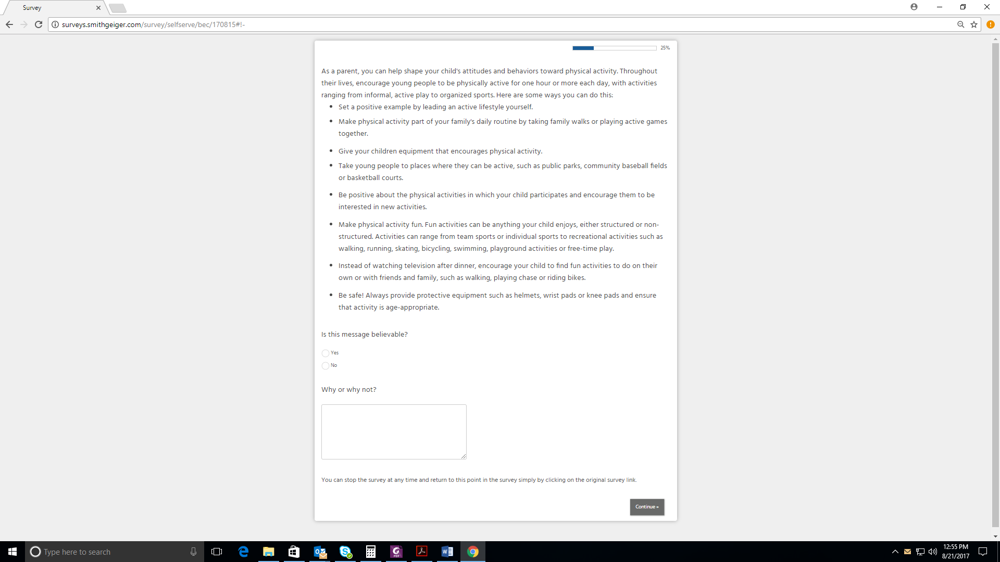 Survey
surveys.smithgeiger.com/survey/selfserve/bec/170815#!-
25%
As a parent, you can help shape your child's attitudes and behaviors toward physical activity. Throughout
their lives, encourage young people to be physically active for one hour or more each day, with activities
ranging from informal, active play to organized sports. Here are some ways you can do this:
• Set a positive example by leading an active lifestyle yourself.
• Make physical activity part of your family's daily routine by taking family walks or playing active games
together.
• Give your children equipment that encourages physical activity.
• Take young people to places where they can be active, such as public parks, community baseball fields
or basketball courts.
• Be positive about the physical activities in which your child participates and encourage them to be
interested in new activities.
• Make physical activity fun. Fun activities can be anything your child enjoys, either structured or non-
structured. Activities can range from team sports or individual sports to recreational activities such as
walking, running, skating, bicycling, swimming, playground activities or free-time play.
• Instead of watching television after dinner, encourage your child to find fun activities to do on their
own or with friends and family, such as walking, playing chase or riding bikes.
• Be safe! Always provide protective equipment such as helmets, wrist pads or knee pads and ensure
that activity is age-appropriate.
Is this message believable?
Yes
No
Why or why not?
You can stop the survey at any time and return to this point in the survey simply by clicking on the original survey link.
Continue »
Type here to search
12:55 PM
8/21/2017